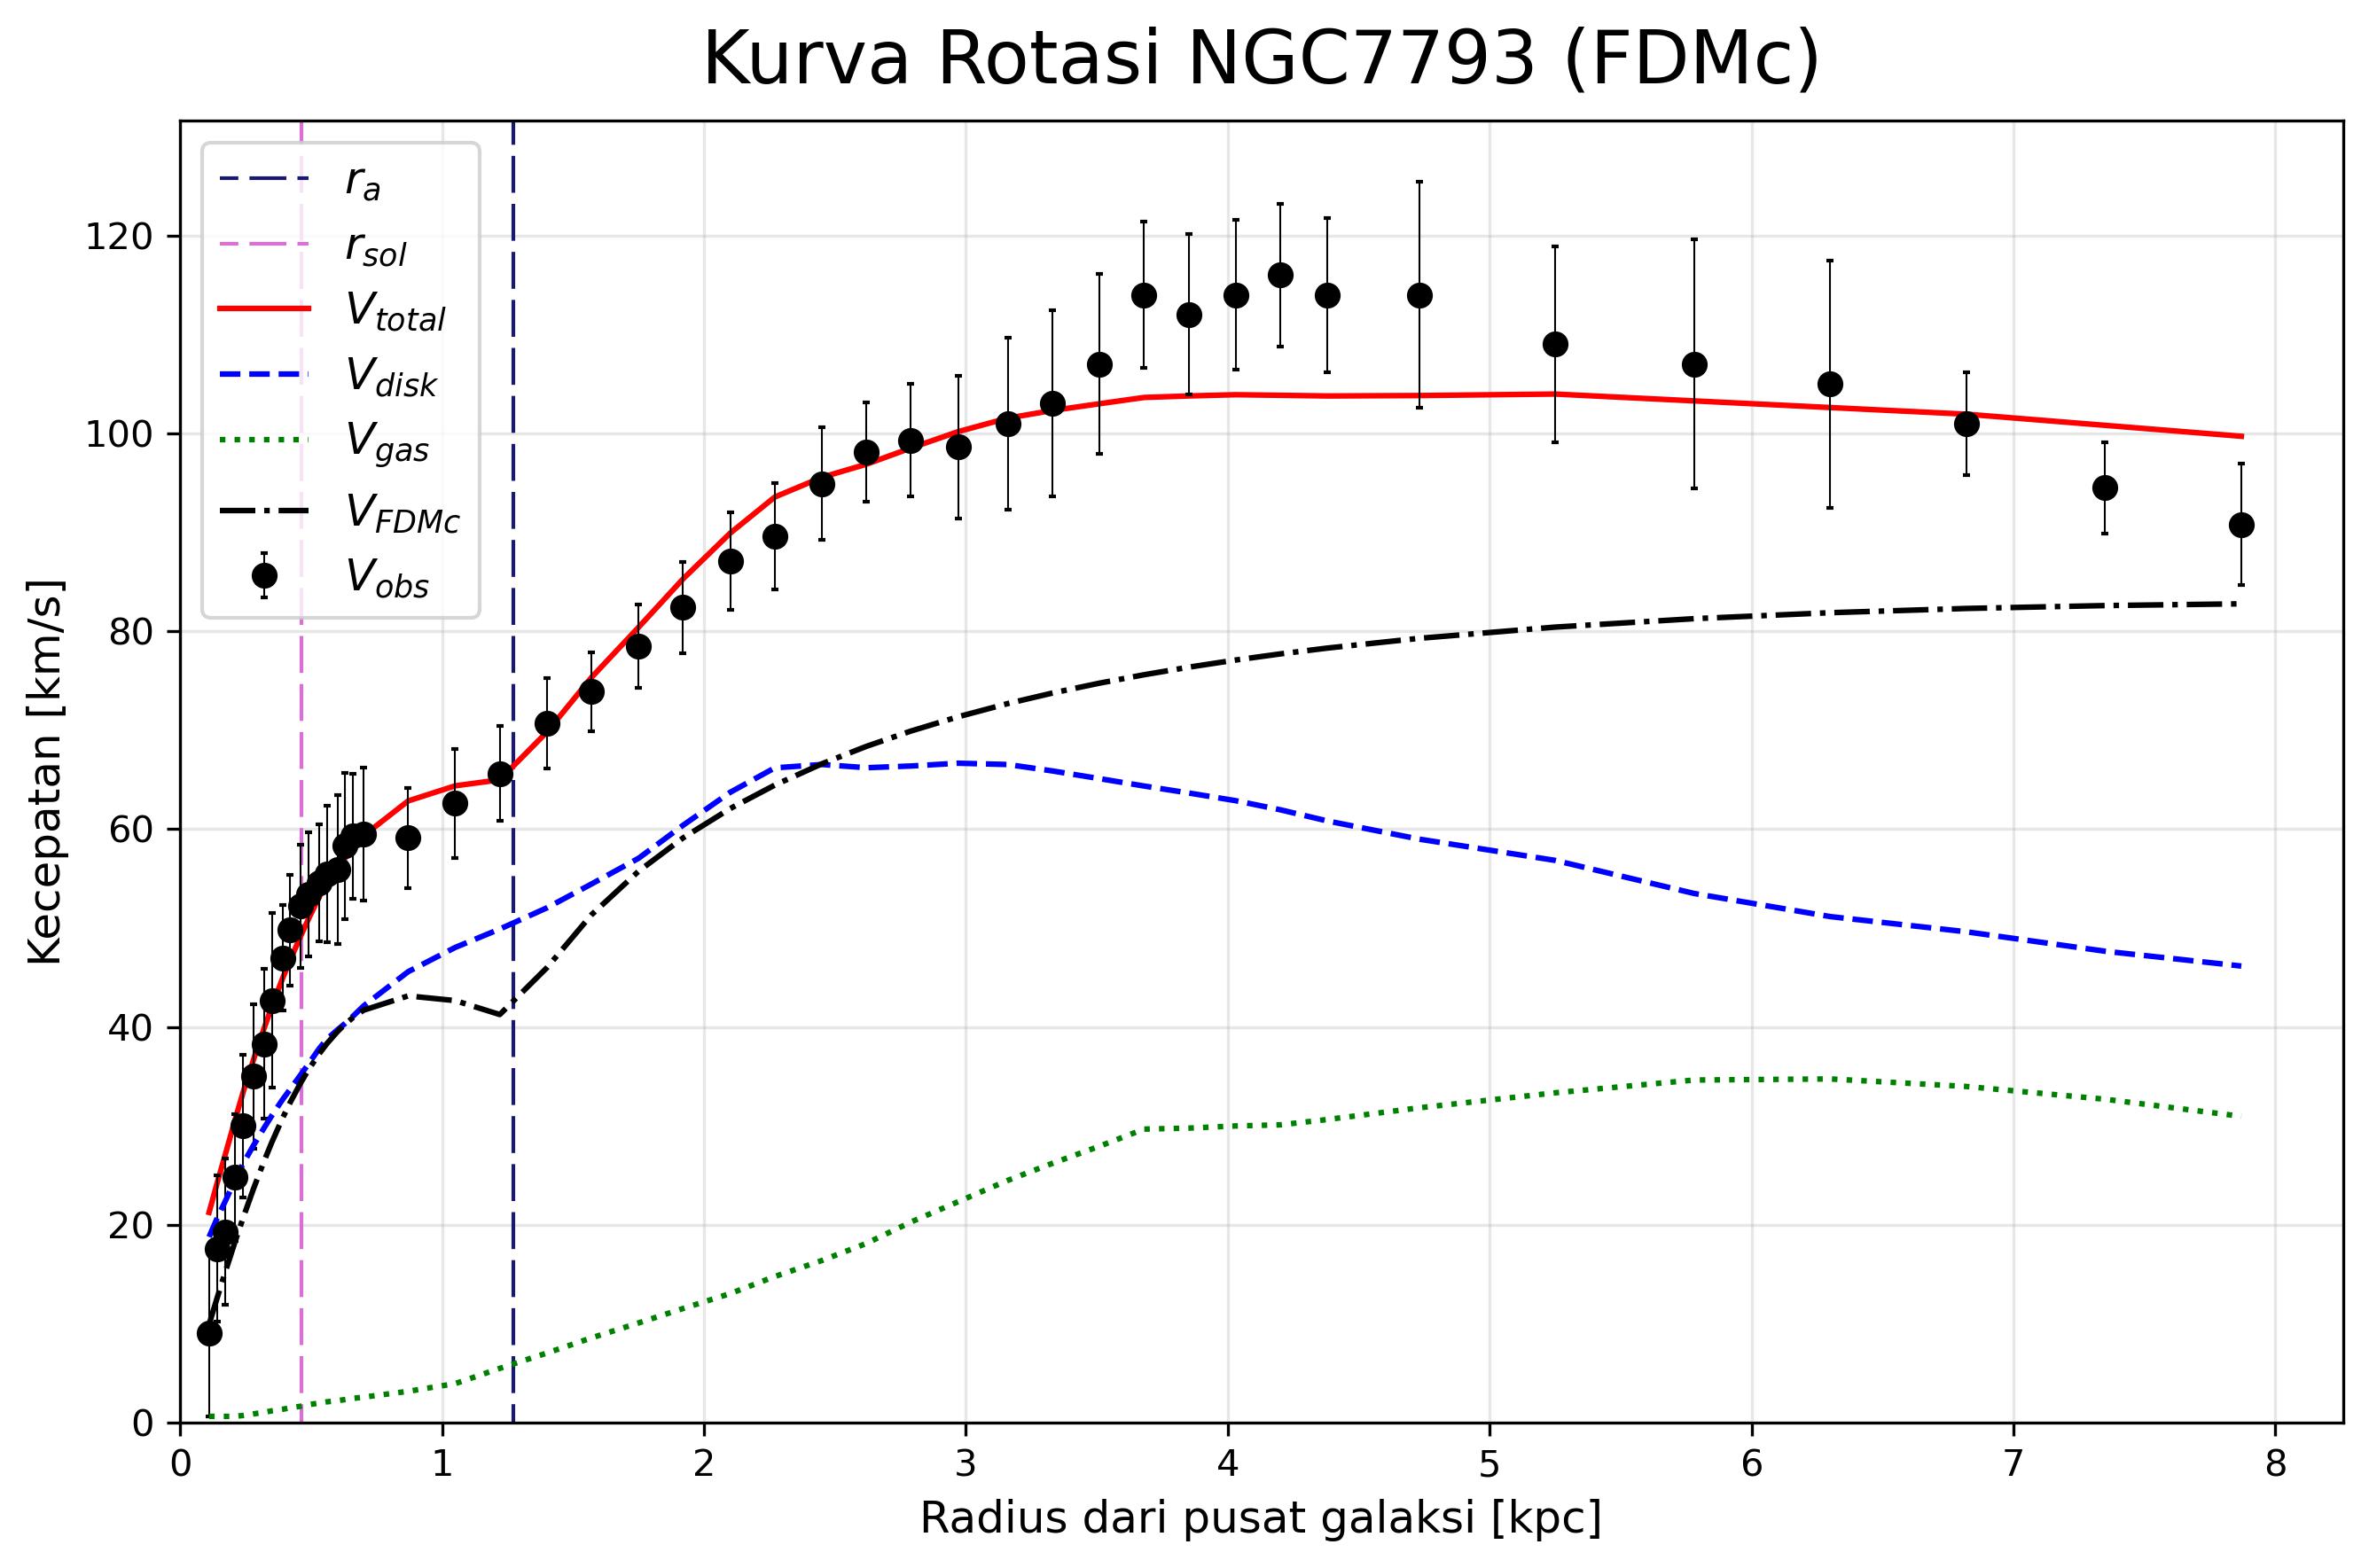 Kurva Rotasi NGC7793 (FDMc)
r_a
r_sol
V_total
V_disk
V_gas
V_FDMc
V_obs
Kecepatan [km/s]
120
100
80
60
40
20
0
0 1 2 3 4 5 6 7 8
Radius dari pusat galaksi [kpc]